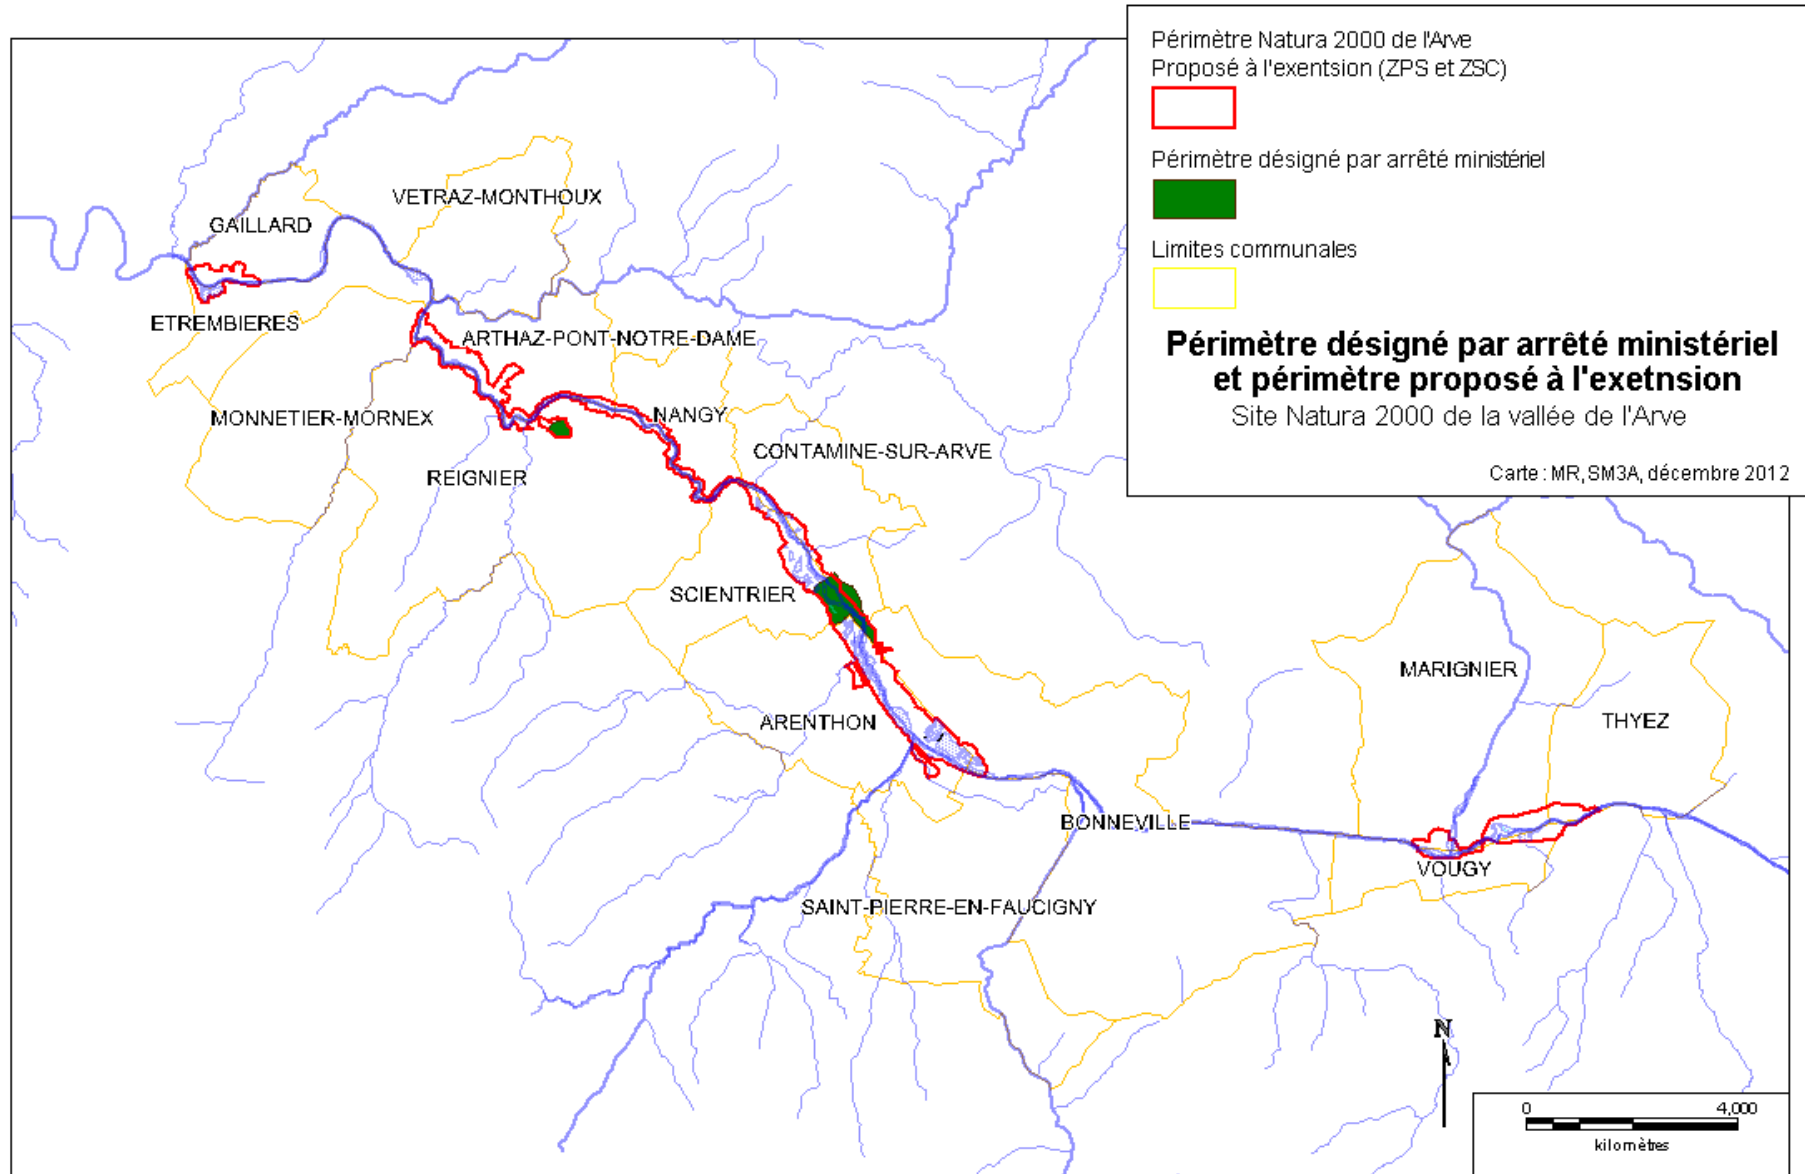 Périmètre Natura 2000 de l'Arve
Proposé à l'exentsion (ZPS et ZSC)
Périmètre désigné par arrêté ministériel
Limites communales
Périmètre désigné par arrêté ministériel
et périmètre proposé à l'exetnsion
Site Natura 2000 de la vallée de l'Arve
Carte : MR, SM3A, décembre 2012
VETRAZ-MONTHOUX
GAILLARD
ETREMBIERES
ARTHAZ-PONT-NOTRE-DAME
MONNETIER-MORNEX
NANGY
CONTAMINE-SUR-ARVE
REIGNIER
SCIENTRIER
MARIGNIER
ARENTHON
THYEZ
BONNEVILLE
VOUGY
SAINT-PIERRE-EN-FAUCIGNY
N
0 4,000
kilomètres